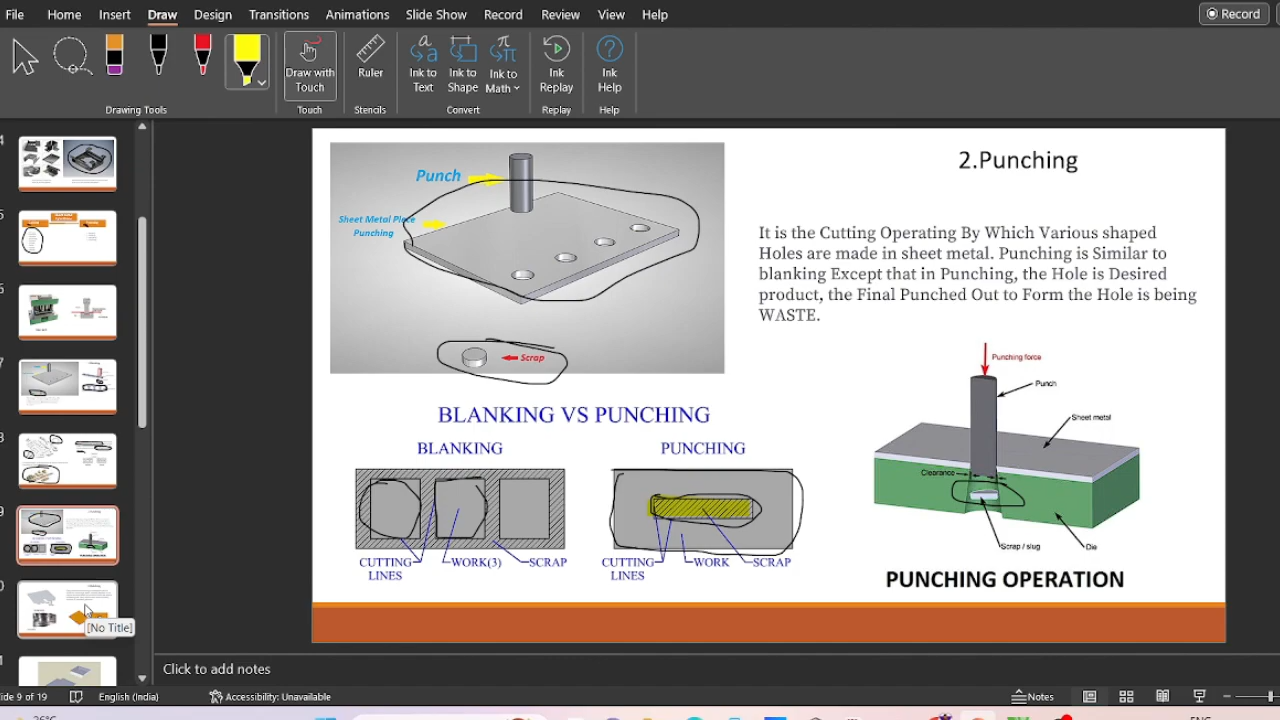 File Home Insert Draw Design Transitions Animations Slide Show Record Review View Help
Record
Draw with Touch
Ruler
Ink to Text
Ink to Shape
Ink to Math
Ink Replay
Ink Help
Drawing Tools Touch Stencils Convert Replay Help
2.Punching
Punch
Sheet Metal Place
Punching
Scrap
It is the Cutting Operating By Which Various shaped
Holes are made in sheet metal. Punching is Similar to
blanking Except that in Punching, the Hole is Desired
product, the Final Punched Out to Form the Hole is being
WASTE.
BLANKING VS PUNCHING
BLANKING
PUNCHING
CUTTING LINES
WORK(3)
SCRAP
CUTTING LINES
WORK
SCRAP
Punching force
Punch
Sheet metal
Clearance
Scrap / slug
Die
PUNCHING OPERATION
[No Title]
Click to add notes
lide 9 of 19
English (India)
Accessibility: Unavailable
Notes